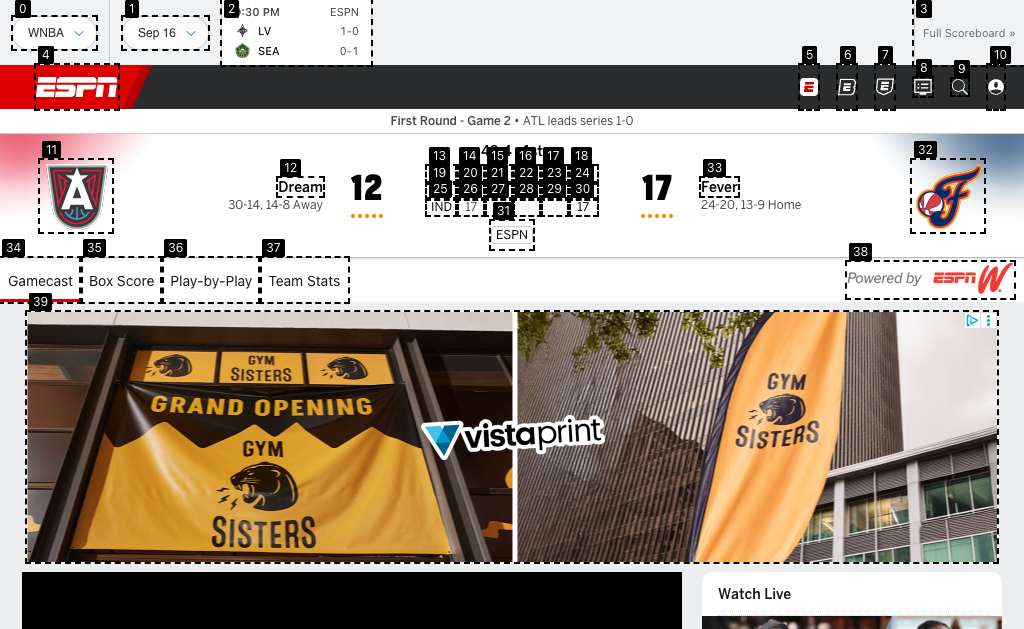 0
1
2
3
:30 PM
ESPN
WNBA
Sep 16
LV
1-0
SEA
0-1
Full Scoreboard »
4
5
6
7
8
9
10
ESPN
First Round - Game 2 • ATL leads series 1-0
11
12
13
14
15
16
17
18
32
33
19
20
21
22
23
24
Dream
12
25
26
27
28
29
30
17
Fever
30-14, 14-8 Away
IND
17
17
24-20, 13-9 Home
31
ESPN
34
35
36
37
38
Gamecast
Box Score
Play-by-Play
Team Stats
Powered by ESPN W
39
GYM
SISTERS
GRAND OPENING
GYM
SISTERS
vistaprint
GYM
SISTERS
Watch Live